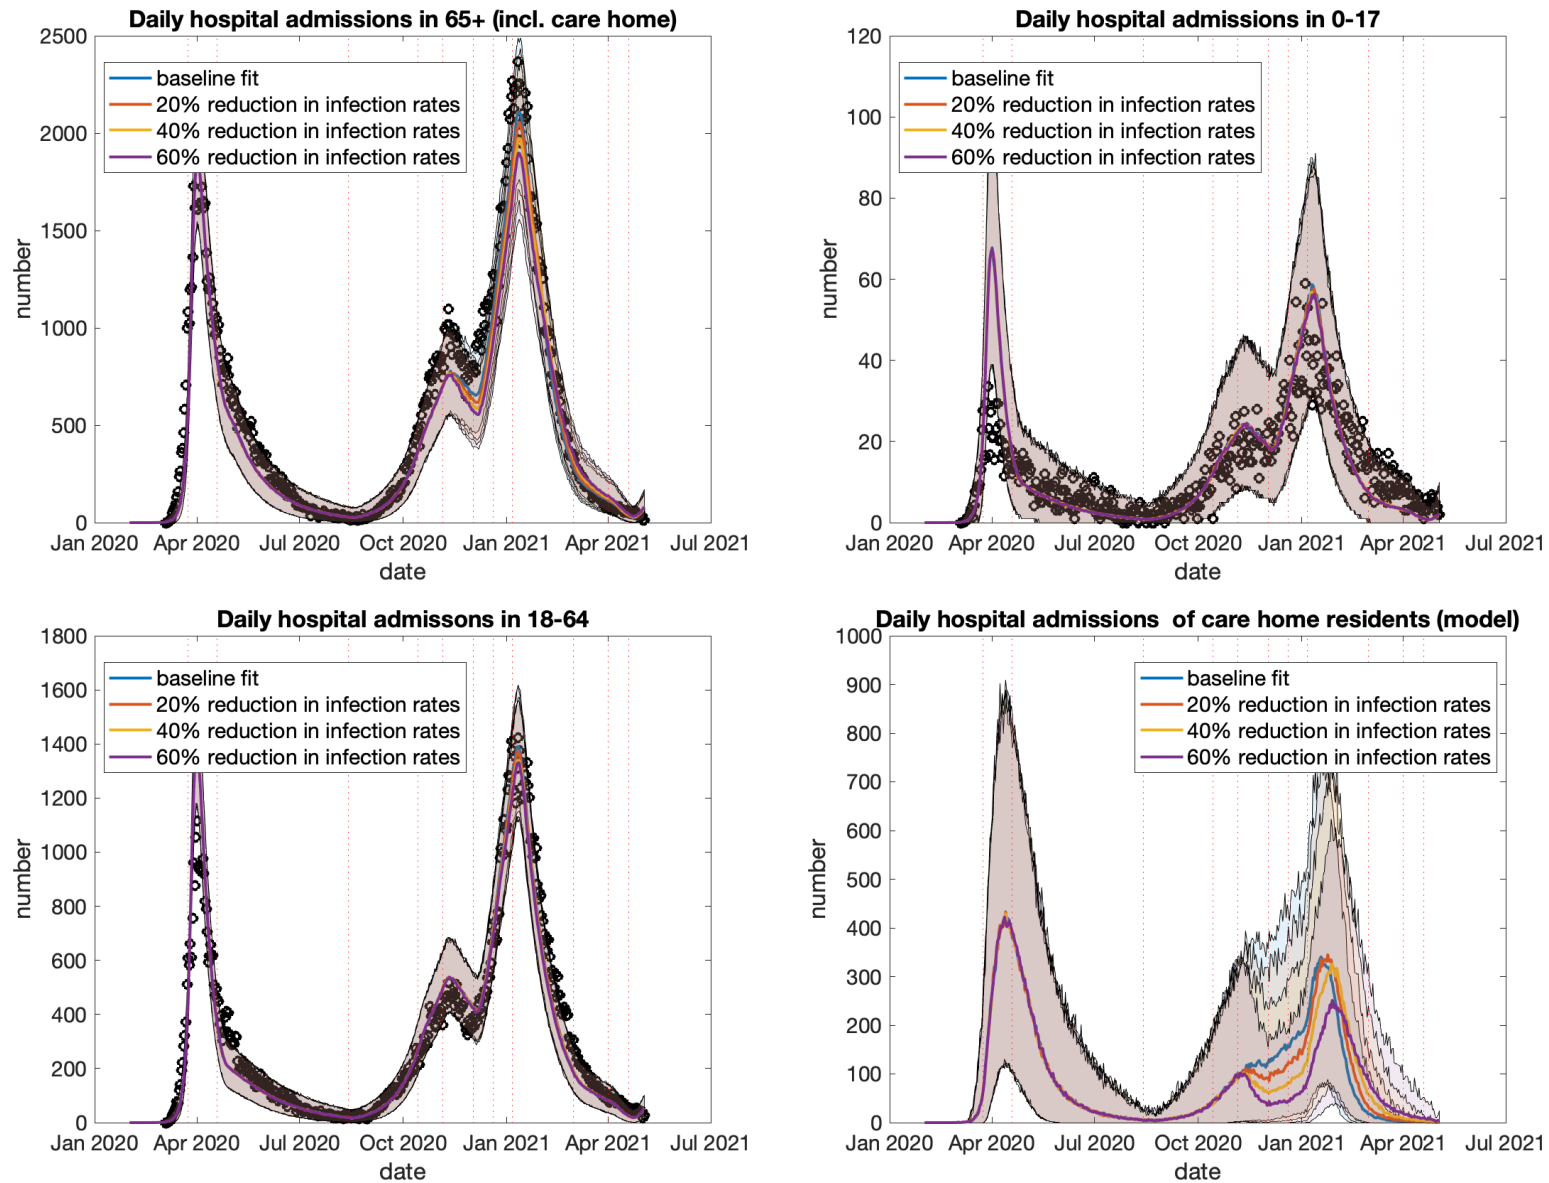 Daily hospital admissions in 65+ (incl. care home)
2500
2000
1500
1000
500
0
number
baseline fit
20% reduction in infection rates
40% reduction in infection rates
60% reduction in infection rates
Jan 2020 Apr 2020 Jul 2020 Oct 2020 Jan 2021 Apr 2021 Jul 2021
date
Daily hospital admissions in 0-17
120
100
80
60
40
20
0
number
baseline fit
20% reduction in infection rates
40% reduction in infection rates
60% reduction in infection rates
Jan 2020 Apr 2020 Jul 2020 Oct 2020 Jan 2021 Apr 2021 Jul 2021
date
Daily hospital admissons in 18-64
1800
1600
1400
1200
1000
800
600
400
200
0
number
baseline fit
20% reduction in infection rates
40% reduction in infection rates
60% reduction in infection rates
Jan 2020 Apr 2020 Jul 2020 Oct 2020 Jan 2021 Apr 2021 Jul 2021
date
Daily hospital admissions  of care home residents (model)
1000
900
800
700
600
500
400
300
200
100
0
number
baseline fit
20% reduction in infection rates
40% reduction in infection rates
60% reduction in infection rates
Jan 2020 Apr 2020 Jul 2020 Oct 2020 Jan 2021 Apr 2021 Jul 2021
date